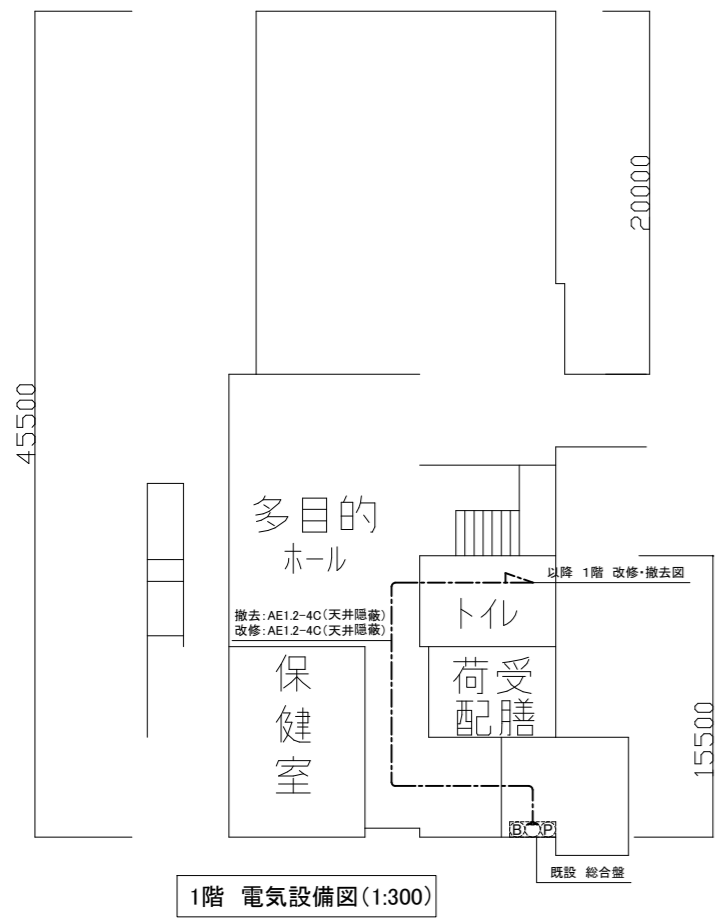 20000
45500
多目的
ホール
以降 1階 改修・撤去図
撤去:AE1.2-4C(天井隠蔽)
改修:AE1.2-4C(天井隠蔽)
トイレ
保
健
室
荷受
配膳
15500
B P
既設 総合盤
1階 電気設備図(1:300)